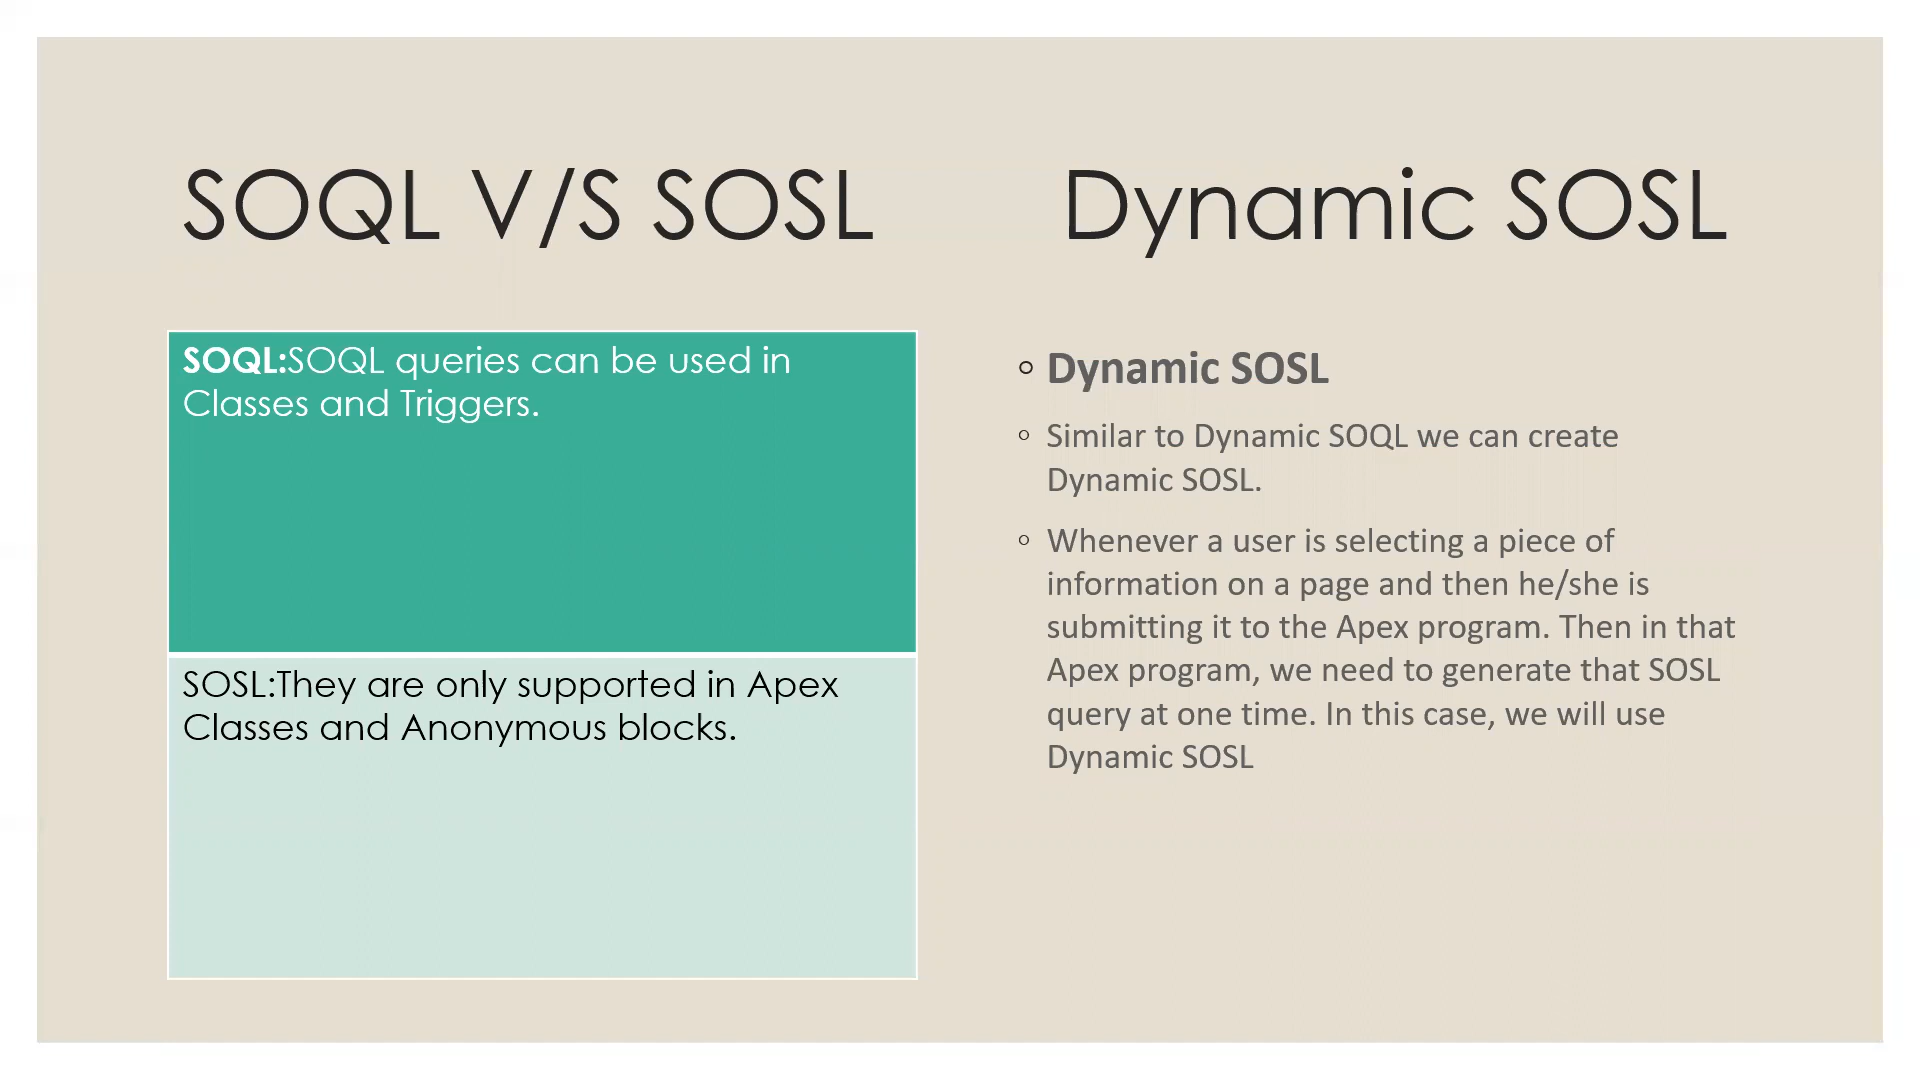 SOQL V/S SOSL
SOQL:SOQL queries can be used in
Classes and Triggers.
SOSL:They are only supported in Apex
Classes and Anonymous blocks.
Dynamic SOSL
◦ Dynamic SOSL
◦ Similar to Dynamic SOQL we can create
Dynamic SOSL.
◦ Whenever a user is selecting a piece of
information on a page and then he/she is
submitting it to the Apex program. Then in that
Apex program, we need to generate that SOSL
query at one time. In this case, we will use
Dynamic SOSL